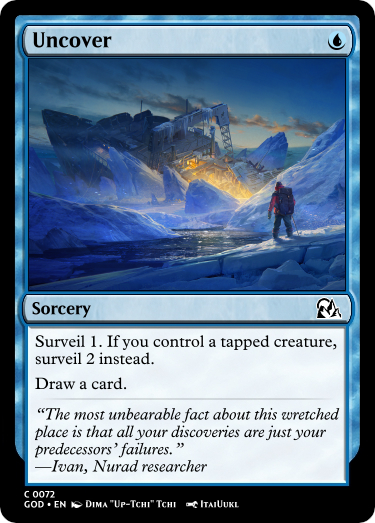 Uncover
Sorcery
Surveil 1. If you control a tapped creature,
surveil 2 instead.
Draw a card.
“The most unbearable fact about this wretched
place is that all your discoveries are just your
predecessors’ failures.”
—Ivan, Nurad researcher
C 0072
GOD • EN Dima "Up-Tchi" Tchi ItaiUukl